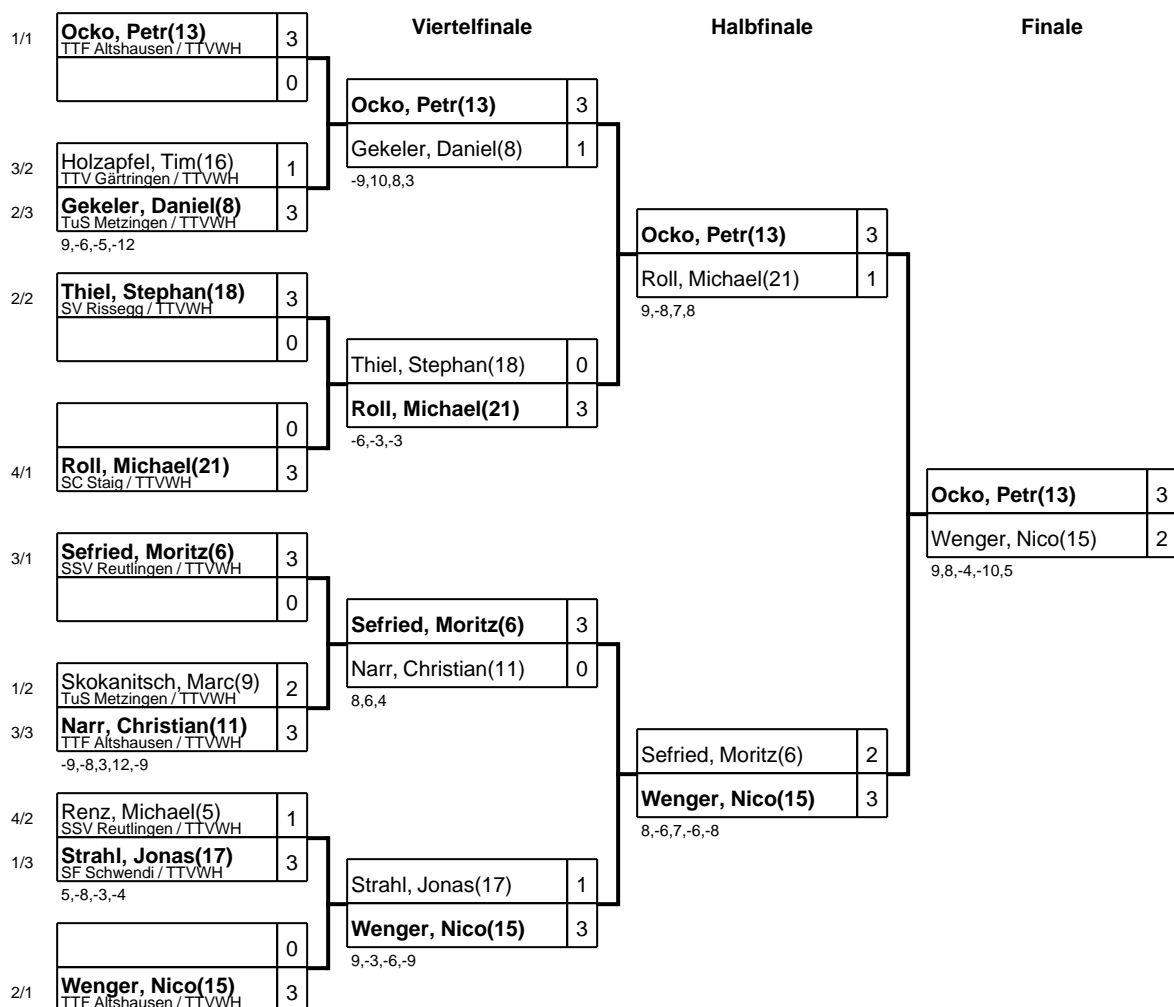 Viertelfinale
Halbfinale
Finale
1/1
Ocko, Petr(13) 3
TTF Altshausen / TTVWH
0
3/2
Holzapfel, Tim(16) 1
TTV Gärtringen / TTVWH
2/3
Gekeler, Daniel(8) 3
TuS Metzingen / TTVWH
9,-6,-5,-12
2/2
Thiel, Stephan(18) 3
SV Rissegg / TTVWH
0
0
4/1
Roll, Michael(21) 3
SC Staig / TTVWH
3/1
Sefried, Moritz(6) 3
SSV Reutlingen / TTVWH
0
1/2
Skokanitsch, Marc(9) 2
TuS Metzingen / TTVWH
3/3
Narr, Christian(11) 3
TTF Altshausen / TTVWH
-9,-8,3,12,-9
4/2
Renz, Michael(5) 1
SSV Reutlingen / TTVWH
1/3
Strahl, Jonas(17) 3
SF Schwendi / TTVWH
5,-8,-3,-4
0
2/1
Wenger, Nico(15) 3
TTF Altshausen / TTVWH
Ocko, Petr(13) 3
Gekeler, Daniel(8) 1
-9,10,8,3
Thiel, Stephan(18) 0
Roll, Michael(21) 3
-6,-3,-3
Sefried, Moritz(6) 3
Narr, Christian(11) 0
8,6,4
Strahl, Jonas(17) 1
Wenger, Nico(15) 3
9,-3,-6,-9
Ocko, Petr(13) 3
Roll, Michael(21) 1
9,-8,7,8
Sefried, Moritz(6) 2
Wenger, Nico(15) 3
8,-6,7,-6,-8
Ocko, Petr(13) 3
Wenger, Nico(15) 2
9,8,-4,-10,5